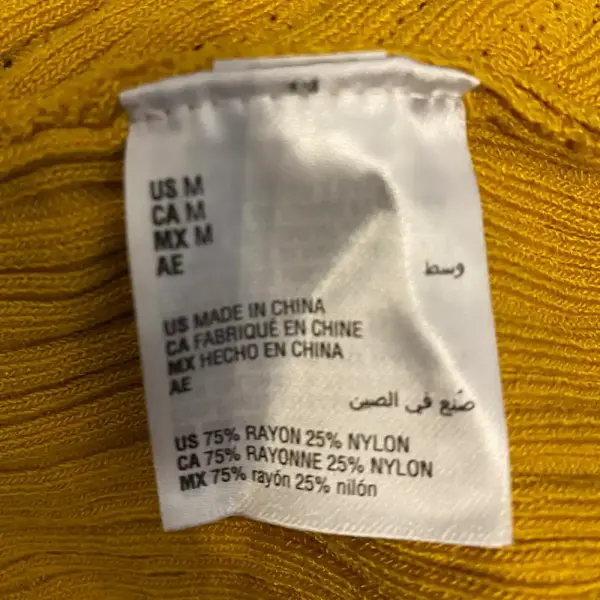 US M
CA M
MX M
AE
وسط
US MADE IN CHINA
CA FABRIQUÉ EN CHINE
MX HECHO EN CHINA
AE
صنع في الصين
US 75% RAYON 25% NYLON
CA 75% RAYONNE 25% NYLON
MX 75% rayón 25% nilón